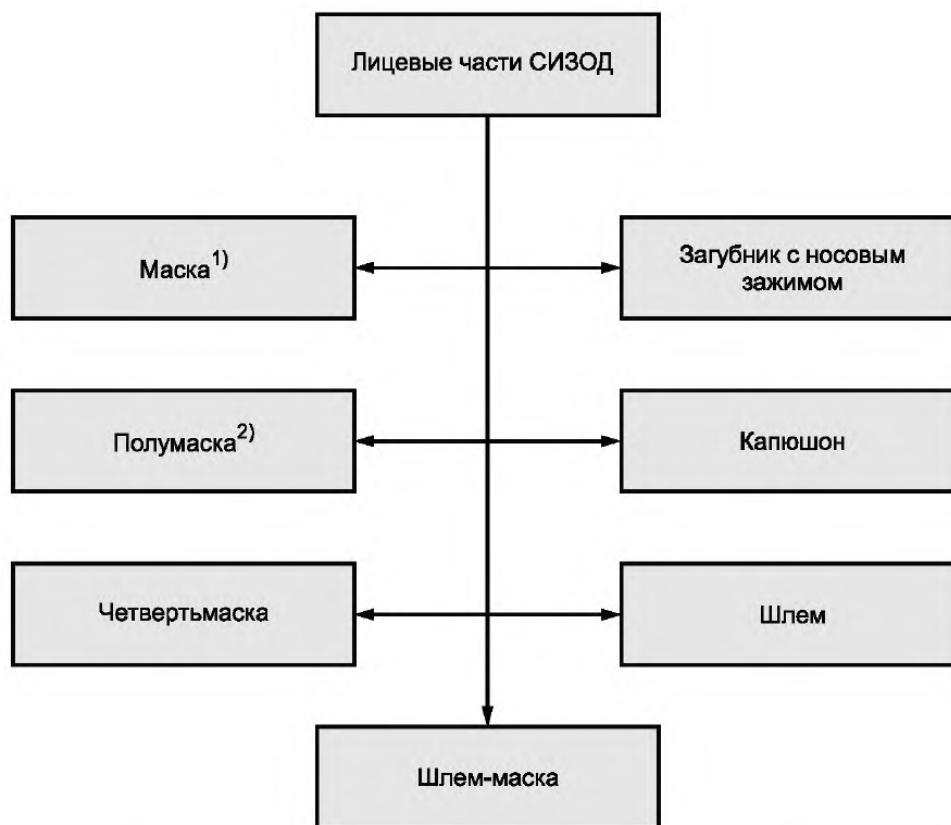 Лицевые части СИЗОД
Маска1)
Загубник с носовым
зажимом
Полумаска2)
Капюшон
Четвертьмаска
Шлем
Шлем-маска